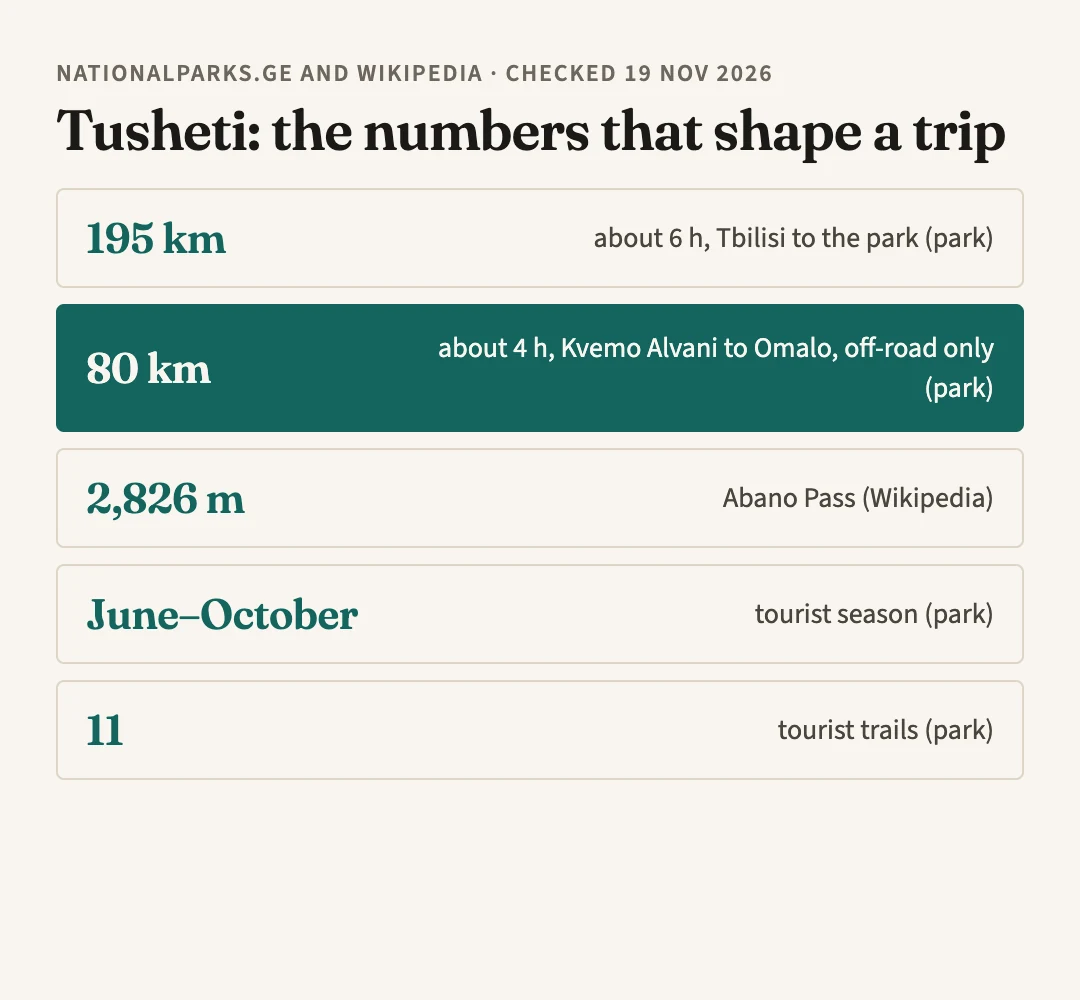 NATIONALPARKS.GE AND WIKIPEDIA · CHECKED 19 NOV 2026
Tusheti: the numbers that shape a trip
195 km
about 6 h, Tbilisi to the park (park)
80 km
about 4 h, Kvemo Alvani to Omalo, off-road only
(park)
2,826 m
Abano Pass (Wikipedia)
June–October
tourist season (park)
11
tourist trails (park)